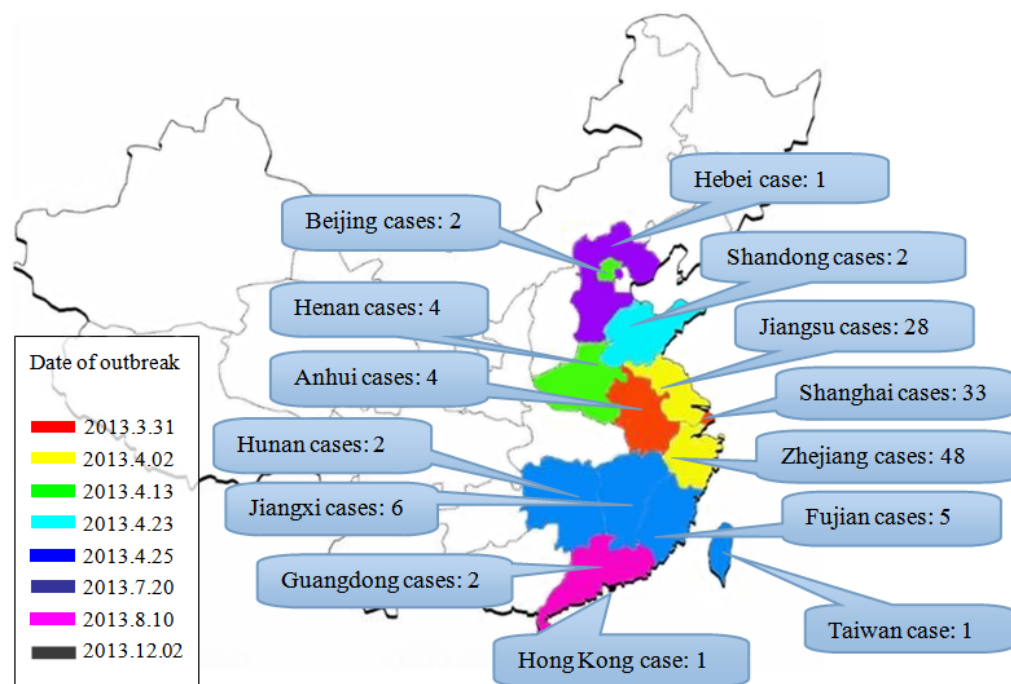 Hebei case: 1
Beijing cases: 2
Shandong cases: 2
Henan cases: 4
Jiangsu cases: 28
Anhui cases: 4
Shanghai cases: 33
Hunan cases: 2
Zhejiang cases: 48
Jiangxi cases: 6
Fujian cases: 5
Guangdong cases: 2
Taiwan case: 1
Hong Kong case: 1
Date of outbreak
2013.3.31
2013.4.02
2013.4.13
2013.4.23
2013.4.25
2013.7.20
2013.8.10
2013.12.02